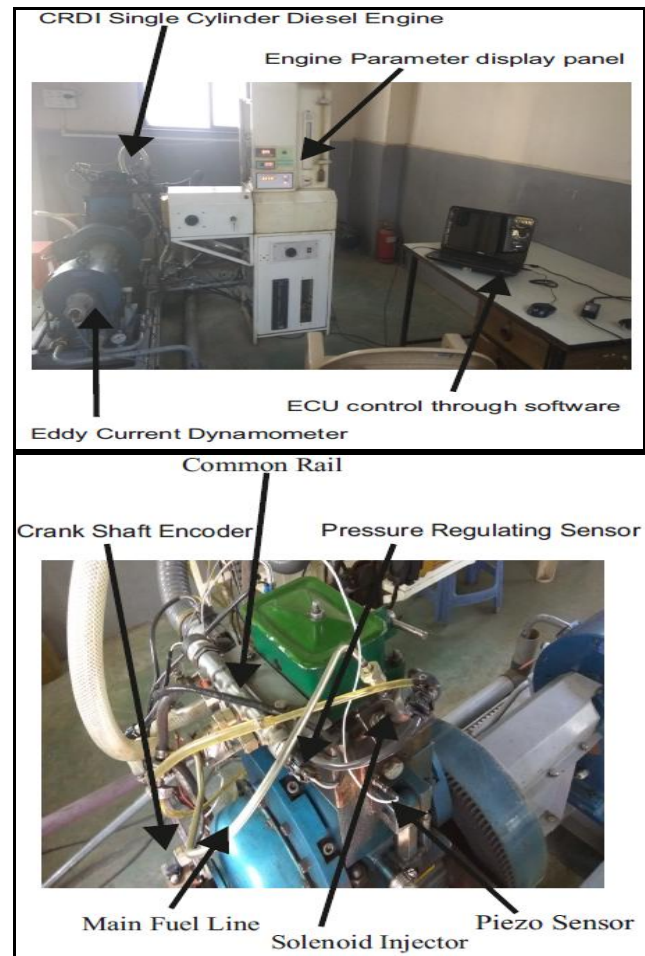 CRDI Single Cylinder Diesel Engine
Engine Parameter display panel
ECU control through software
Eddy Current Dynamometer
Common Rail
Crank Shaft Encoder
Pressure Regulating Sensor
Main Fuel Line
Piezo Sensor
Solenoid Injector